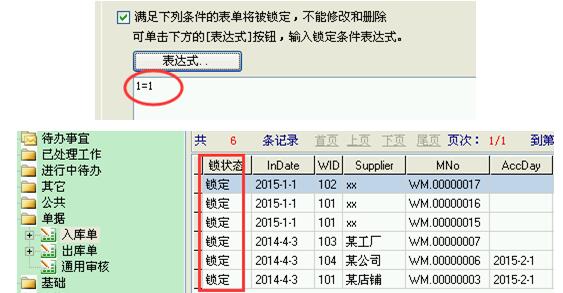 满足下列条件的表单将被锁定，不能修改和删除
可单击下方的[表达式]按钮，输入锁定条件表达式。
表达式..
1=1
待办事宜
已处理工作
进行中待办
其它
公共
单据
入库单
出库单
通用审核
基础
共 6 条记录 首页 上页 下页 尾页 页次：1/1 到第
锁状态 InDate WID Supplier MNo AccDay
锁定 2015-1-1 102 xx WM.00000017
锁定 2015-1-1 101 xx WM.00000016
锁定 2015-1-1 101 xx WM.00000015
锁定 2014-4-3 103 某工厂 WM.00000007
锁定 2014-4-3 104 某公司 WM.00000006 2015-2-1
锁定 2014-4-3 101 某店铺 WM.00000003 2015-2-1